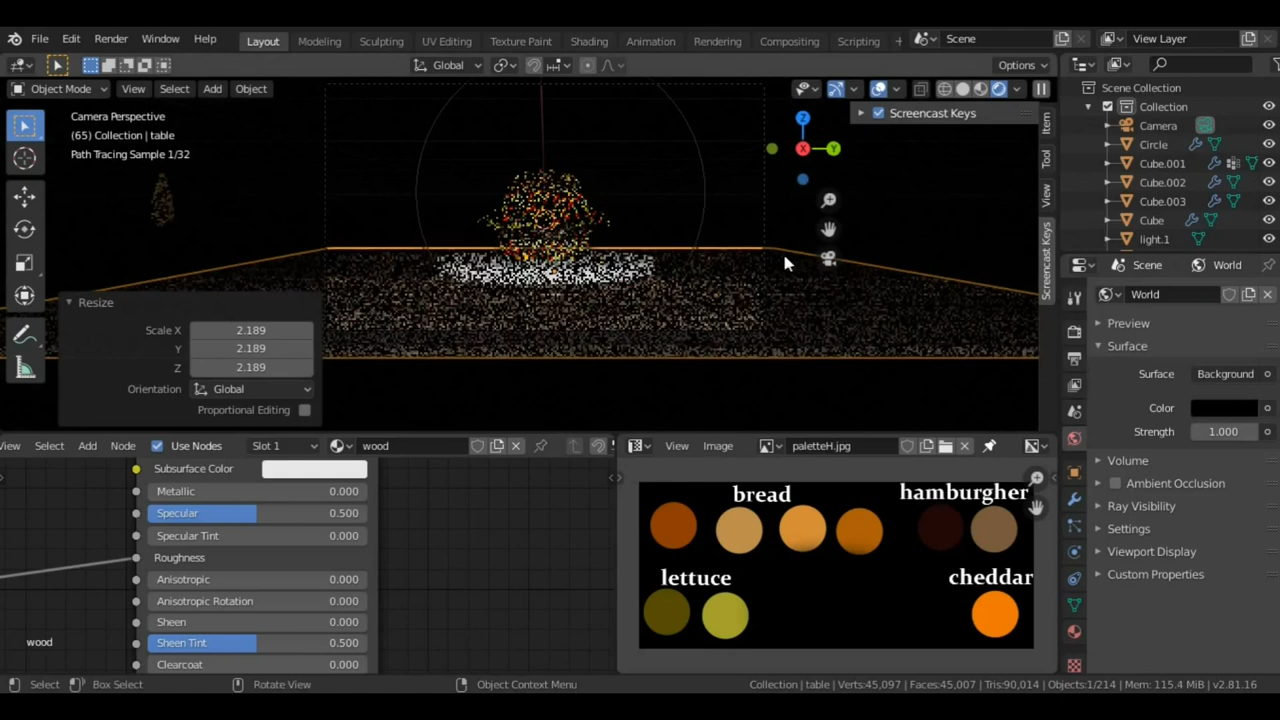 File Edit Render Window Help Layout Modeling Sculpting UV Editing Texture Paint Shading Animation Rendering Compositing Scripting Scene View Layer
Global Options
Object Mode View Select Add Object
Scene Collection
Collection
Camera
Circle
Cube.001
Cube.002
Cube.003
Cube
light.1
Camera Perspective
(65) Collection | table
Path Tracing Sample 1/32
Screencast Keys
Z
X
Y
Item
Tool
View
Screencast Keys
Resize
Scale X 2.189
Y 2.189
Z 2.189
Orientation Global
Proportional Editing
Scene World
World
Preview
Surface
Surface Background
Color
Strength 1.000
Volume
Ambient Occlusion
Ray Visibility
Settings
Viewport Display
Custom Properties
View Select Add Node Use Nodes Slot 1 wood
Subsurface Color
Metallic 0.000
Specular 0.500
Specular Tint 0.000
Roughness
Anisotropic 0.000
Anisotropic Rotation 0.000
Sheen 0.000
Sheen Tint 0.500
Clearcoat 0.000
wood
View Image paletteH.jpg
bread hamburgher
lettuce cheddar
Select Box Select Rotate View Object Context Menu Collection | table | Verts:45,097 | Faces:45,007 | Tris:90,014 | Objects:1/214 | Mem: 115.4 MiB | v2.81.16